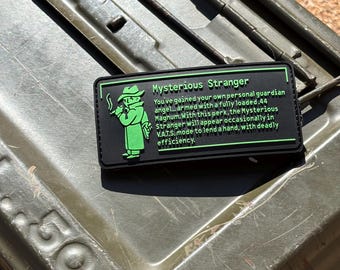 Mysterious Stranger
You've gained your own personal guardian
angel...armed with a fully loaded .44
Magnum. With this perk, the Mysterious
Stranger will appear occasionally in
V.A.T.S. mode to lend a hand, with deadly
efficiency.
.50